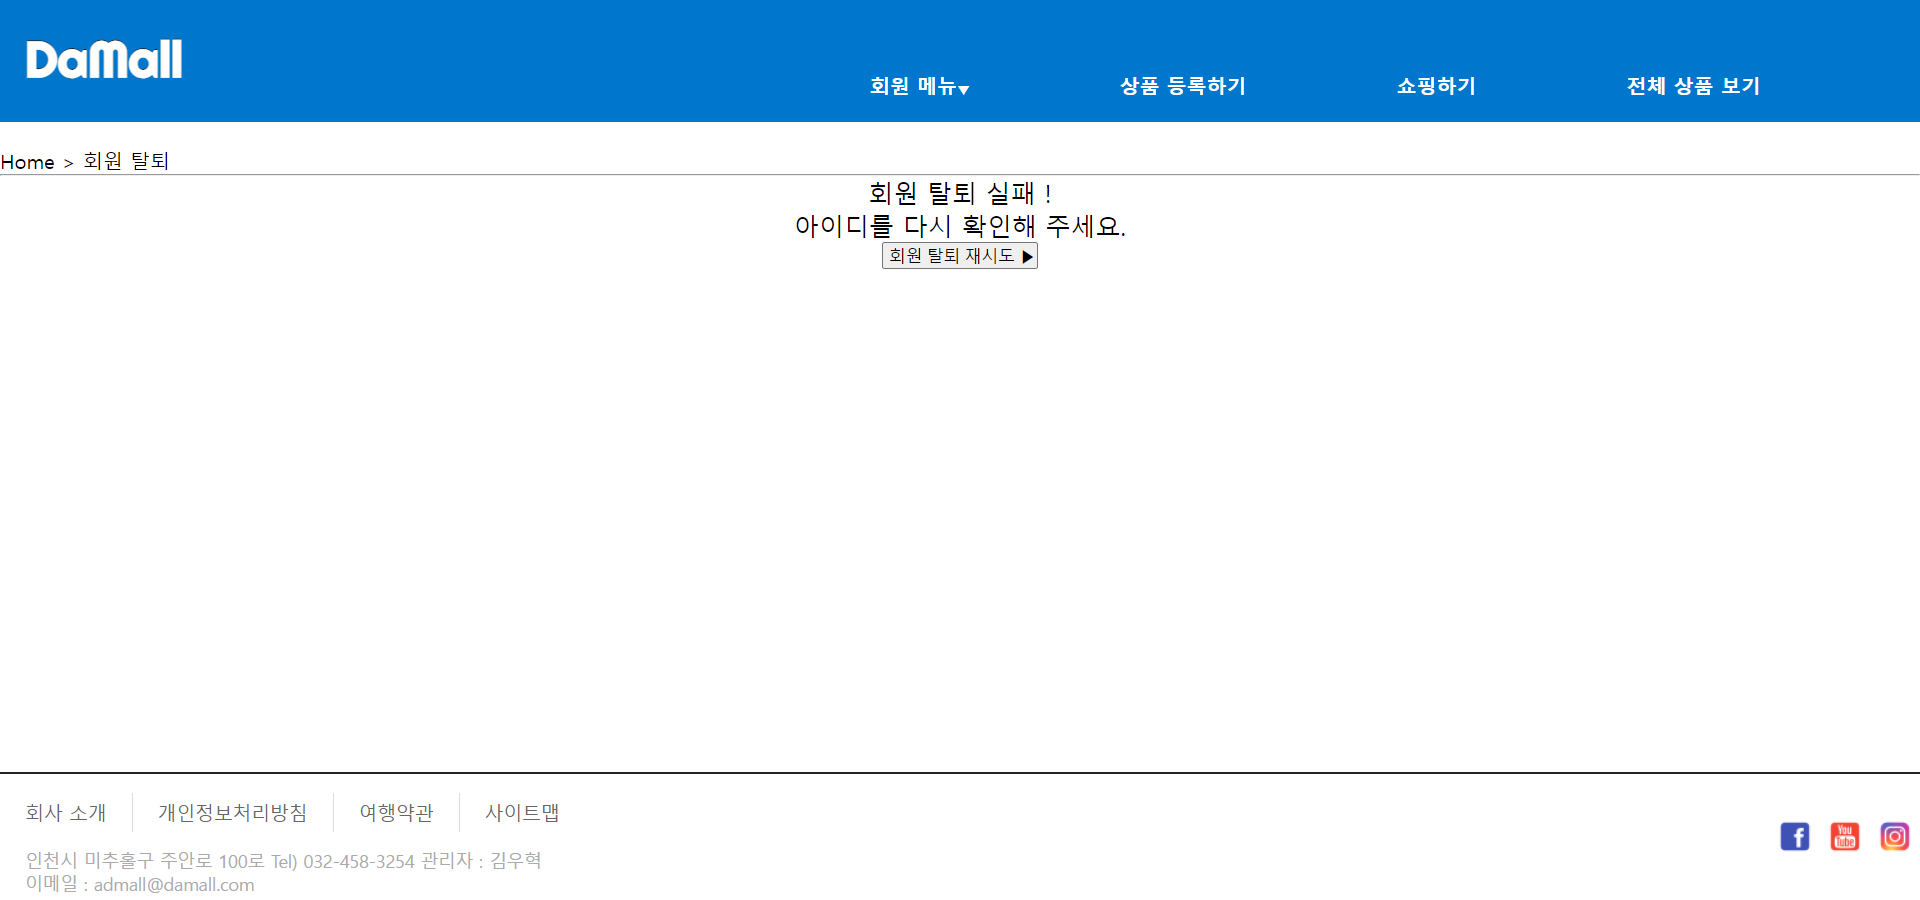 DaMall
회원 메뉴▼ 상품 등록하기 쇼핑하기 전체 상품 보기
Home > 회원 탈퇴
회원 탈퇴 실패 !
아이디를 다시 확인해 주세요.
회원 탈퇴 재시도 ▶
회사 소개 개인정보처리방침 여행약관 사이트맵
인천시 미추홀구 주안로 100로 Tel) 032-458-3254 관리자 : 김우혁
이메일 : admall@damall.com
You Tube